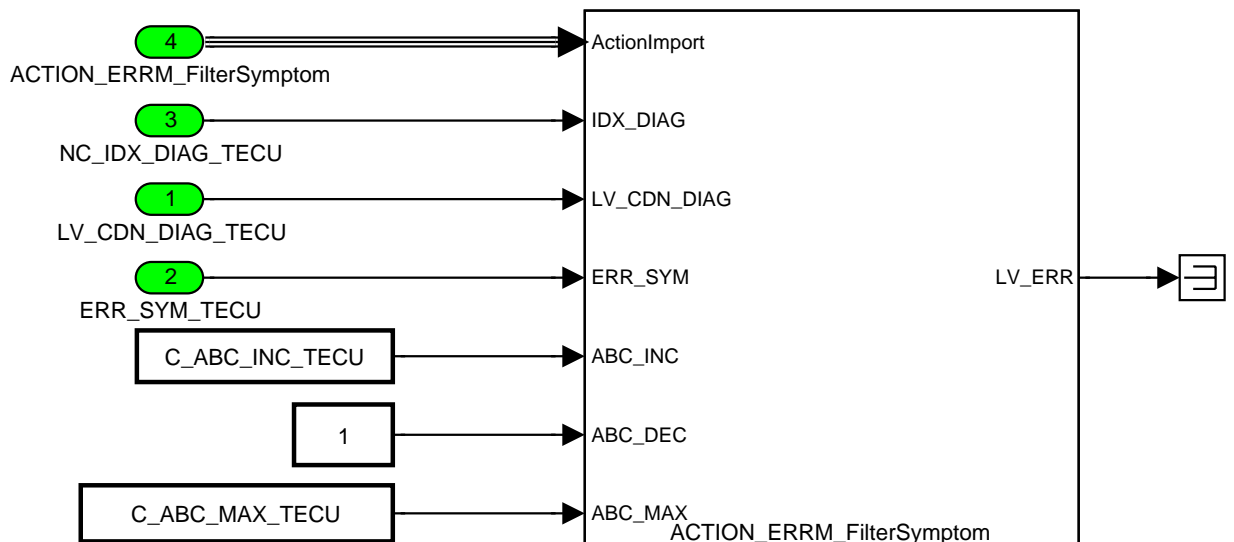 4
ActionImport
ACTION_ERRM_FilterSymptom
3
IDX_DIAG
NC_IDX_DIAG_TECU
1
LV_CDN_DIAG
LV_CDN_DIAG_TECU
2
ERR_SYM
LV_ERR
ERR_SYM_TECU
C_ABC_INC_TECU
ABC_INC
1
ABC_DEC
C_ABC_MAX_TECU
ABC_MAX
ACTION_ERRM_FilterSymptom